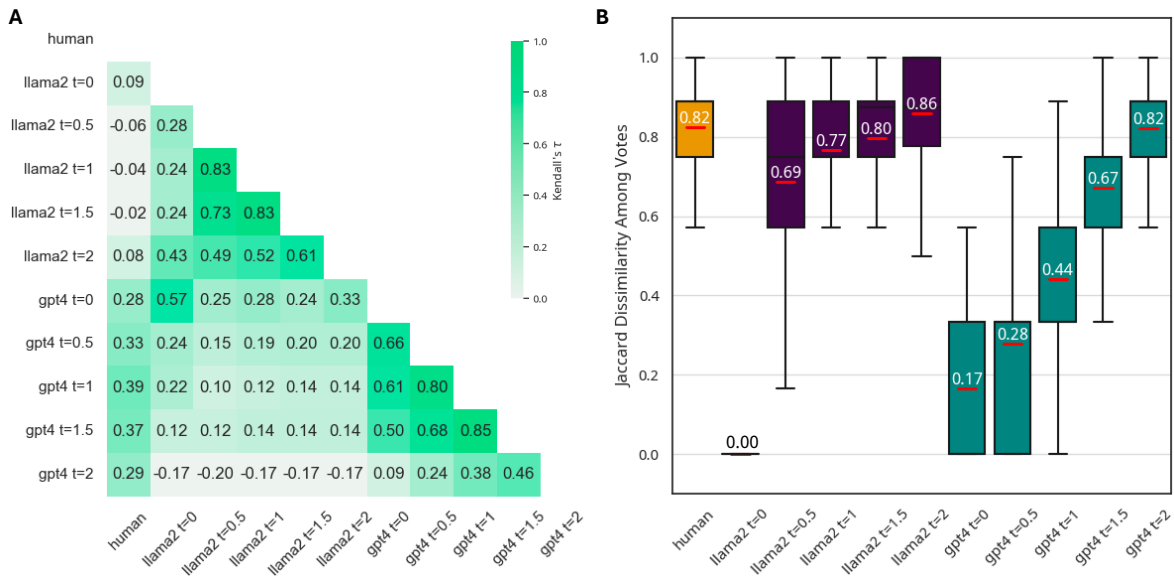 A
human
llama2 t=0 0.09
llama2 t=0.5 -0.06 0.28
llama2 t=1 -0.04 0.24 0.83
llama2 t=1.5 -0.02 0.24 0.73 0.83
llama2 t=2 0.08 0.43 0.49 0.52 0.61
gpt4 t=0 0.28 0.57 0.25 0.28 0.24 0.33
gpt4 t=0.5 0.33 0.24 0.15 0.19 0.20 0.20 0.66
gpt4 t=1 0.39 0.22 0.10 0.12 0.14 0.14 0.61 0.80
gpt4 t=1.5 0.37 0.12 0.12 0.14 0.14 0.14 0.50 0.68 0.85
gpt4 t=2 0.29 -0.17 -0.20 -0.17 -0.17 -0.17 0.09 0.24 0.38 0.46
human llama2 t=0 llama2 t=0.5 llama2 t=1 llama2 t=1.5 llama2 t=2 gpt4 t=0 gpt4 t=0.5 gpt4 t=1 gpt4 t=1.5 gpt4 t=2
1.0
0.8
0.6
0.4
0.2
0.0
Kendall's τ
B
Jaccard Dissimilarity Among Votes
1.0
0.8
0.6
0.4
0.2
0.0
0.82 0.00 0.69 0.77 0.80 0.86 0.17 0.28 0.44 0.67 0.82
human llama2 t=0 llama2 t=0.5 llama2 t=1 llama2 t=1.5 llama2 t=2 gpt4 t=0 gpt4 t=0.5 gpt4 t=1 gpt4 t=1.5 gpt4 t=2